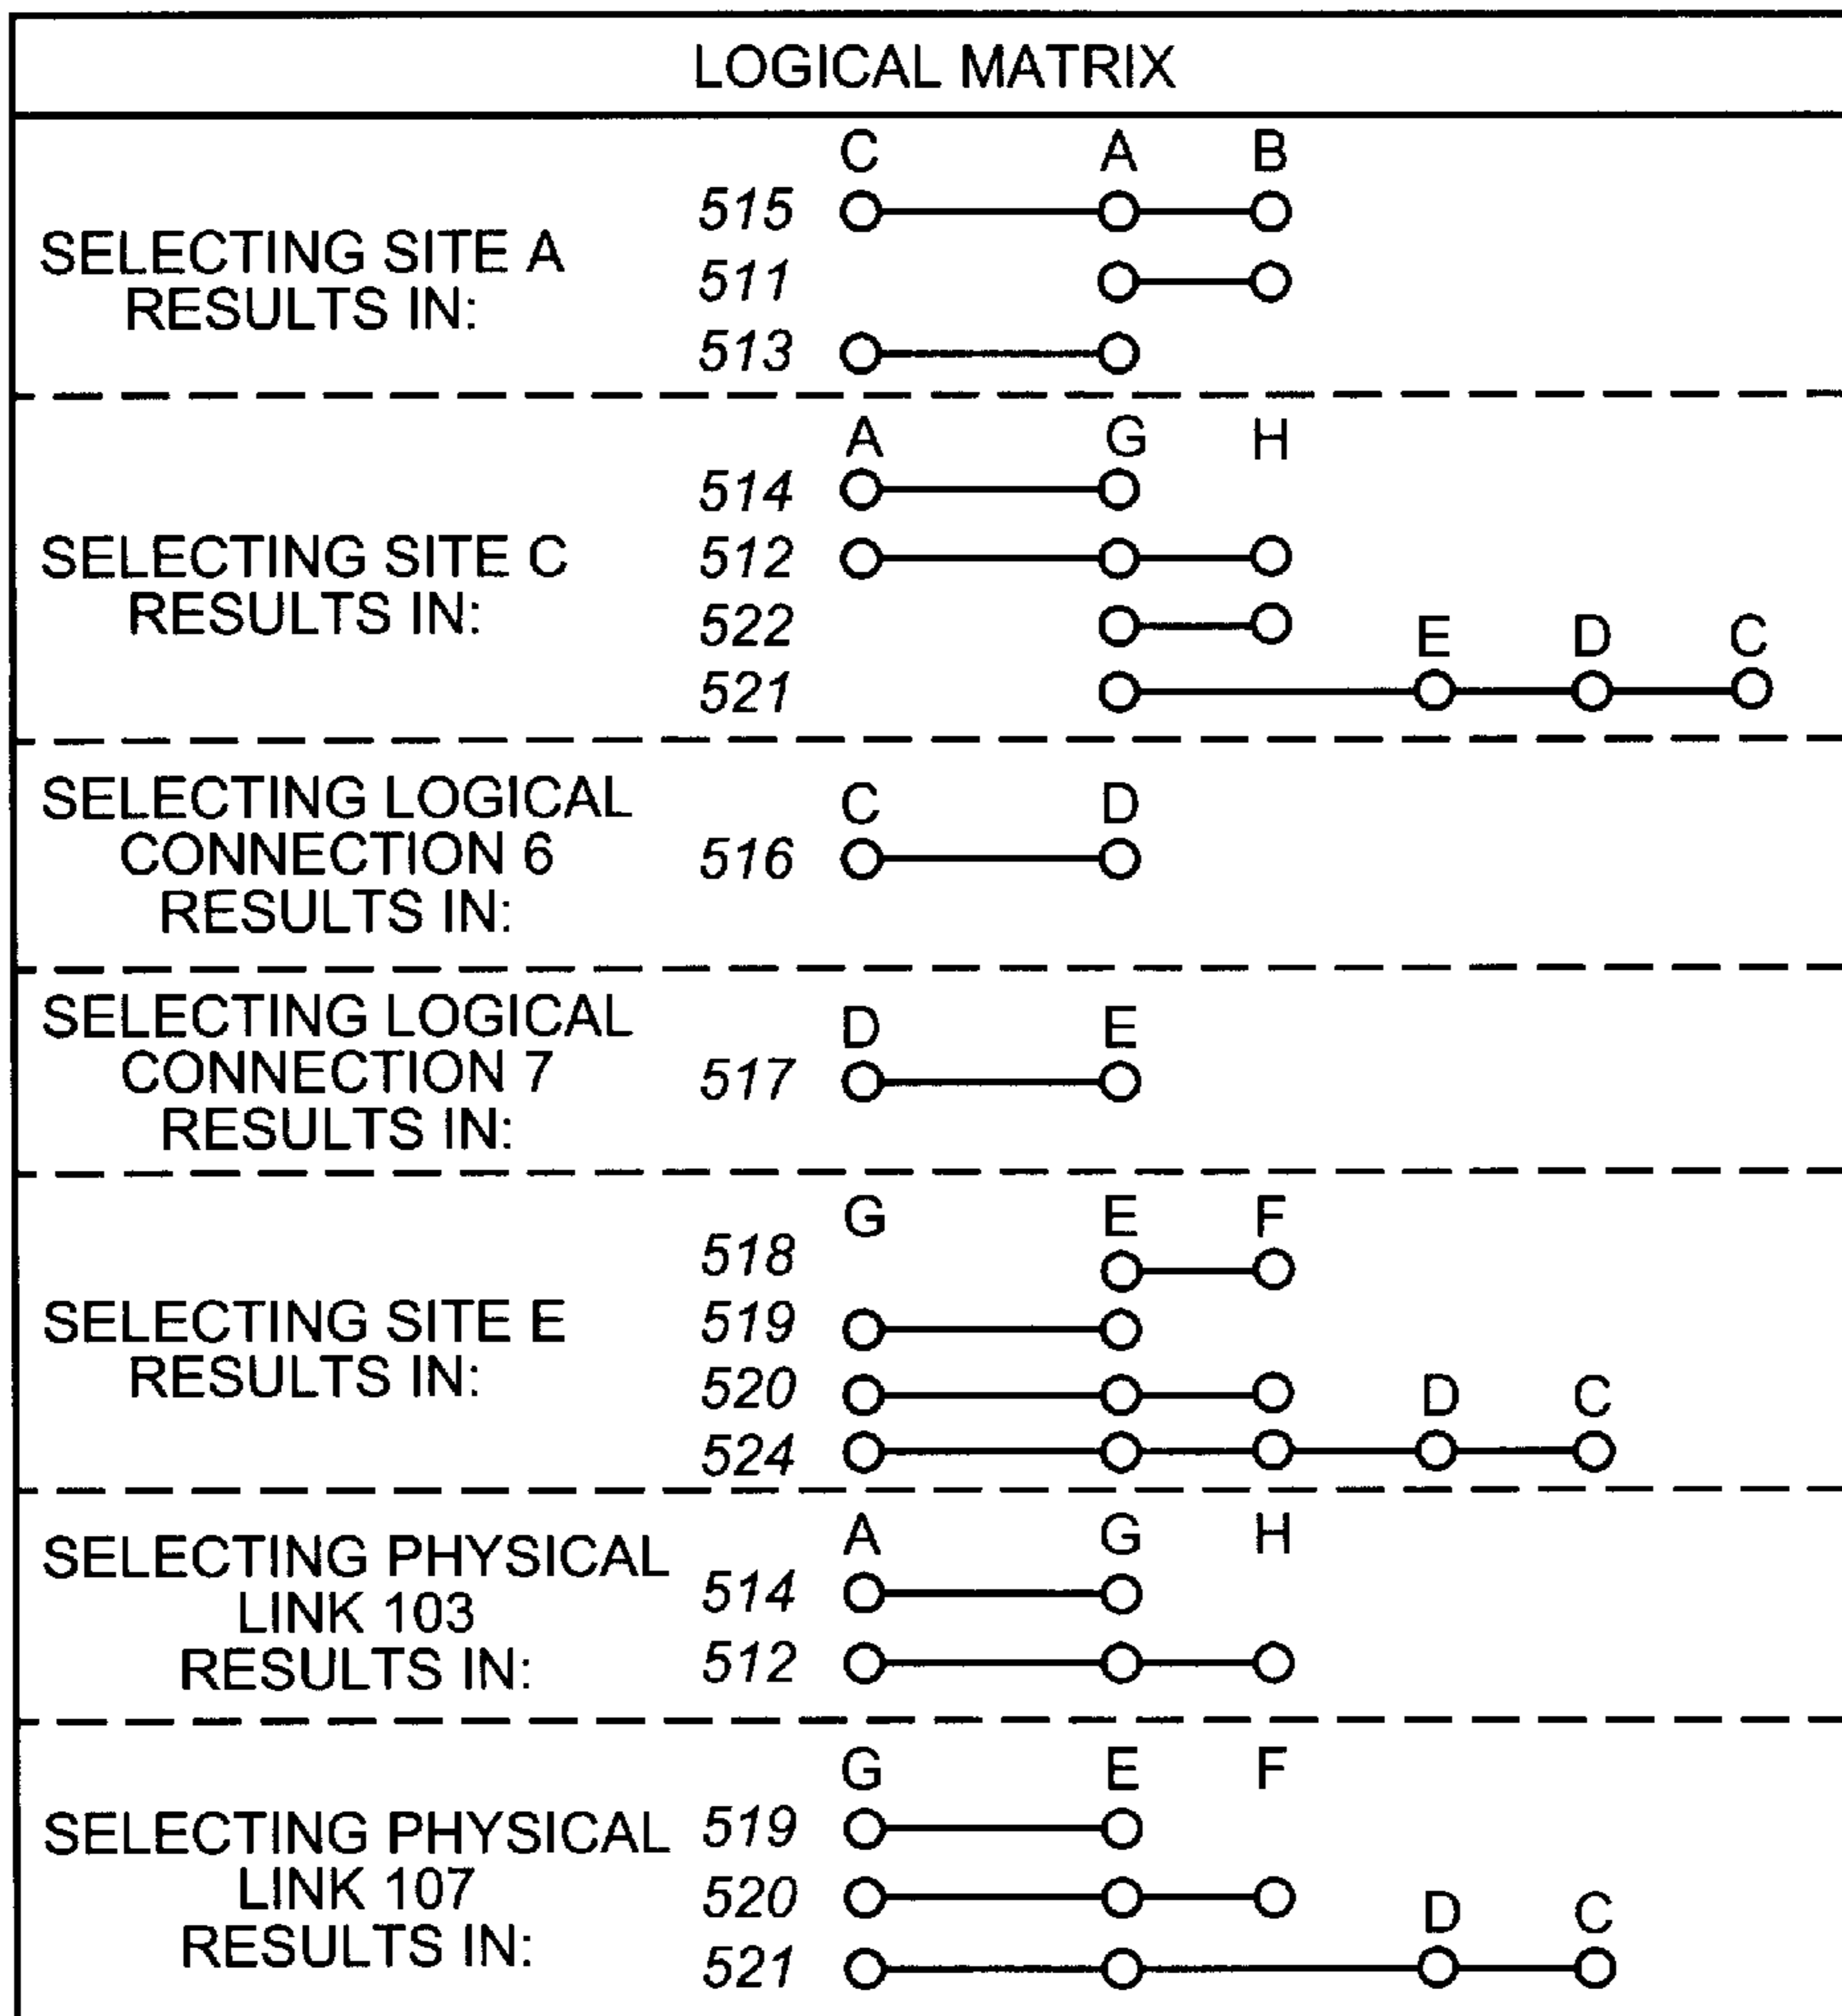 LOGICAL MATRIX
C A B
515
SELECTING SITE A
RESULTS IN:
511
513
A G H
514
SELECTING SITE C
RESULTS IN:
512
522
E D C
521
SELECTING LOGICAL
CONNECTION 6
RESULTS IN:
C D
516
SELECTING LOGICAL
CONNECTION 7
RESULTS IN:
D E
517
G E F
518
SELECTING SITE E
RESULTS IN:
519
520
D C
524
SELECTING PHYSICAL
LINK 103
RESULTS IN:
A G H
514
512
G E F
SELECTING PHYSICAL
LINK 107
RESULTS IN:
519
520
D C
521